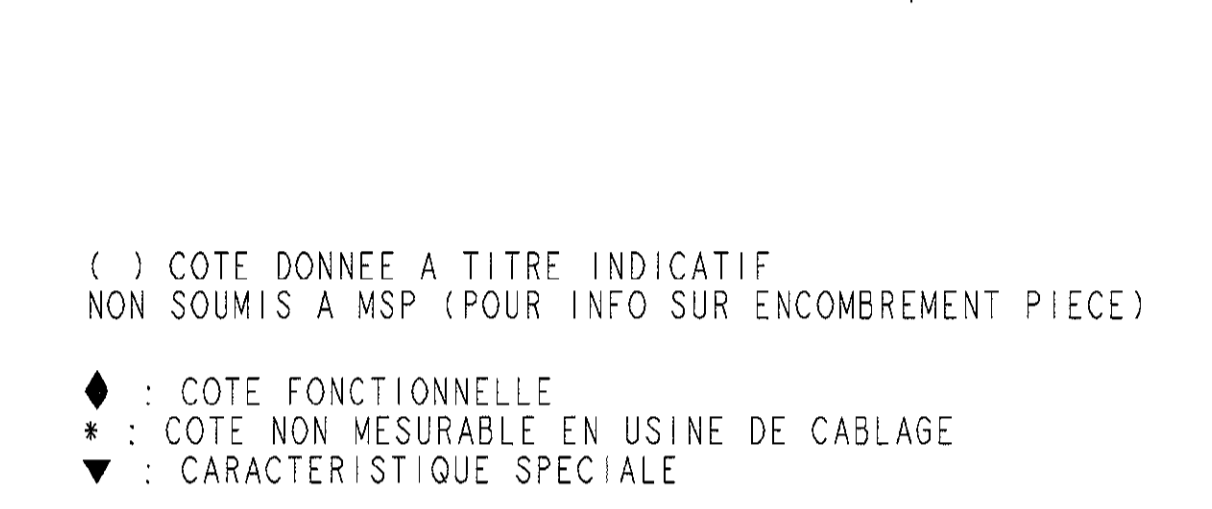 ( ) COTE DONNEE A TITRE INDICATIF
NON SOUMIS A MSP (POUR INFO SUR ENCOMBREMENT PIECE)
♦ : COTE FONCTIONNELLE
* : COTE NON MESURABLE EN USINE DE CABLAGE
▼ : CARACTERISTIQUE SPECIALE